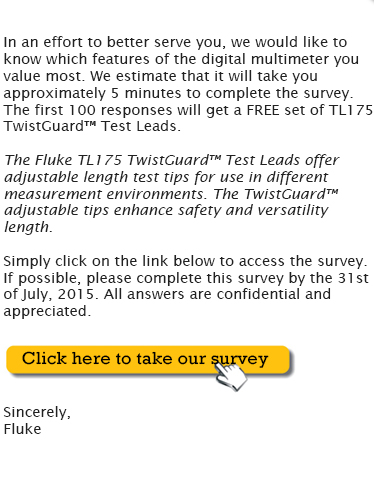 In an effort to better serve you, we would like to
know which features of the digital multimeter you
value most. We estimate that it will take you
approximately 5 minutes to complete the survey.
The first 100 responses will get a FREE set of TL175
TwistGuard™ Test Leads.
The Fluke TL175 TwistGuard™ Test Leads offer
adjustable length test tips for use in different
measurement environments. The TwistGuard™
adjustable tips enhance safety and versatility
length.
Simply click on the link below to access the survey.
If possible, please complete this survey by the 31st
of July, 2015. All answers are confidential and
appreciated.
Click here to take our survey
Sincerely,
Fluke